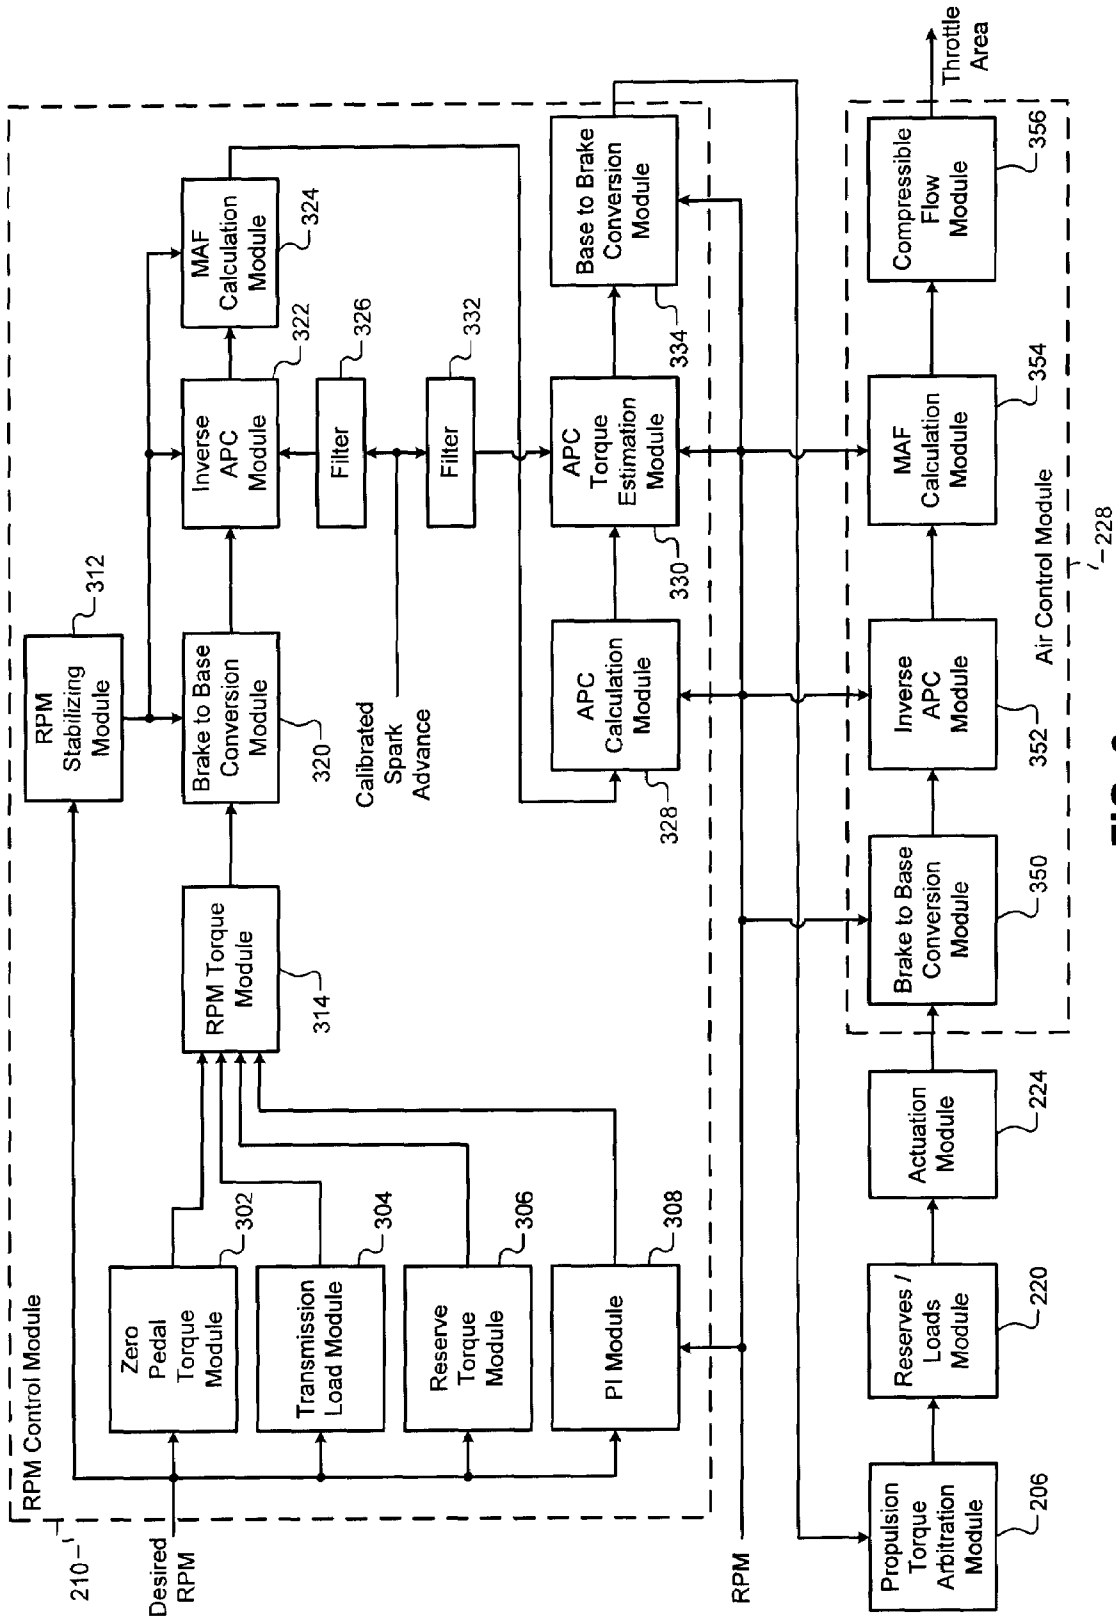 RPM Control Module
210
Desired
RPM
Zero
Pedal
Torque
Module
302
Transmission
Load Module
304
Reserve
Torque
Module
306
PI Module
308
RPM Torque
Module
314
RPM
Stabilizing
Module
312
Brake to Base
Conversion
Module
320
Inverse
APC
Module
322
MAF
Calculation
Module
324
Filter
326
Filter
332
Calibrated
Spark
Advance
APC
Calculation
Module
328
APC
Torque
Estimation
Module
330
Base to Brake
Conversion
Module
334
RPM
Propulsion
Torque
Arbitration
Module
206
Reserves /
Loads
Module
220
Actuation
Module
224
Brake to Base
Conversion
Module
350
Inverse
APC
Module
352
MAF
Calculation
Module
354
Compressible
Flow
Module
356
Throttle
Area
Air Control Module
228